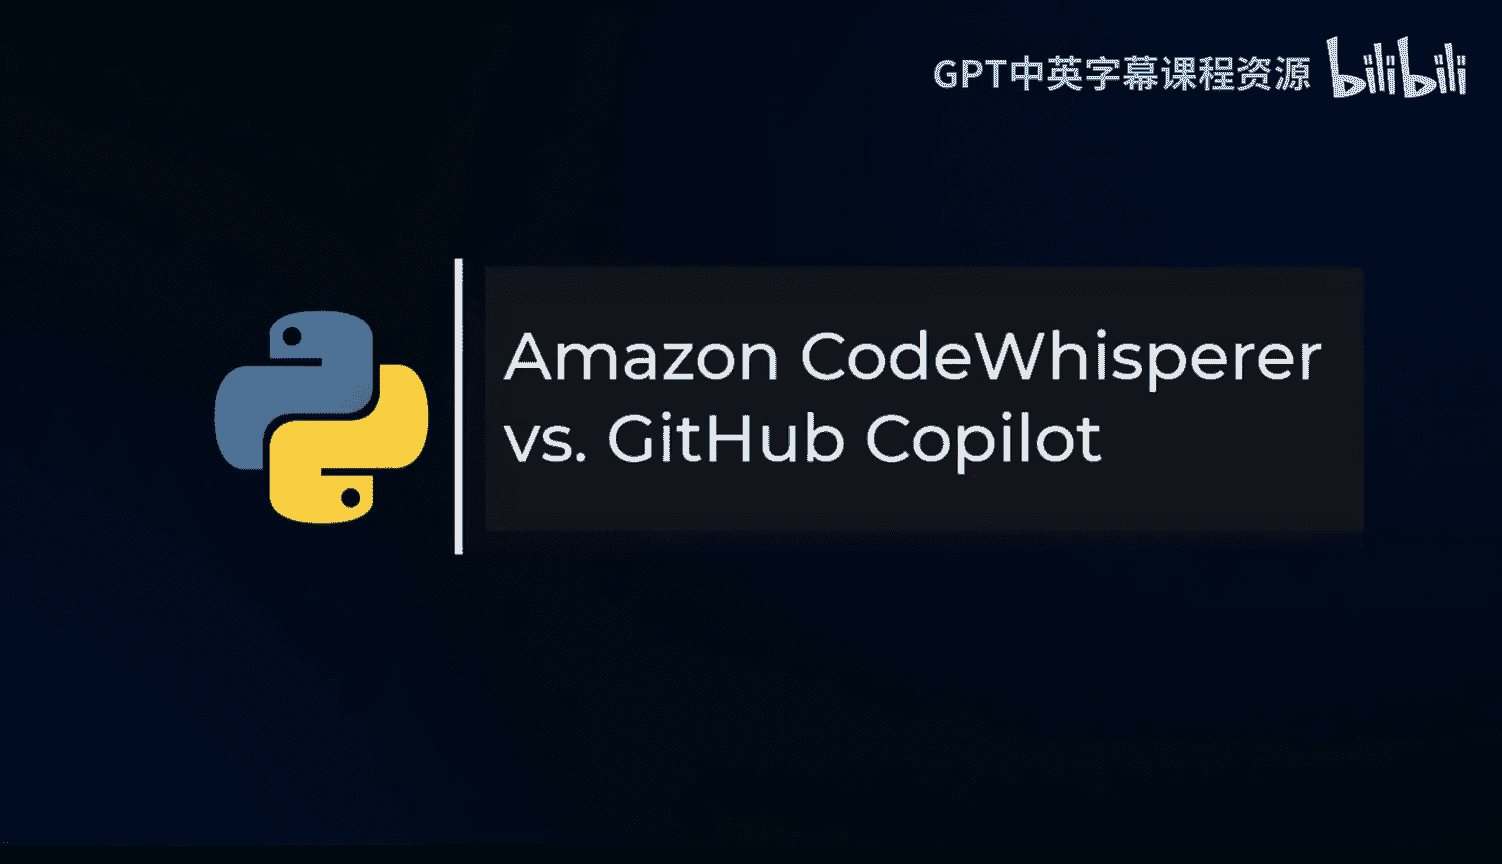 GPT中英字幕课程资源 bilibili
Amazon CodeWhisperer
vs. GitHub Copilot